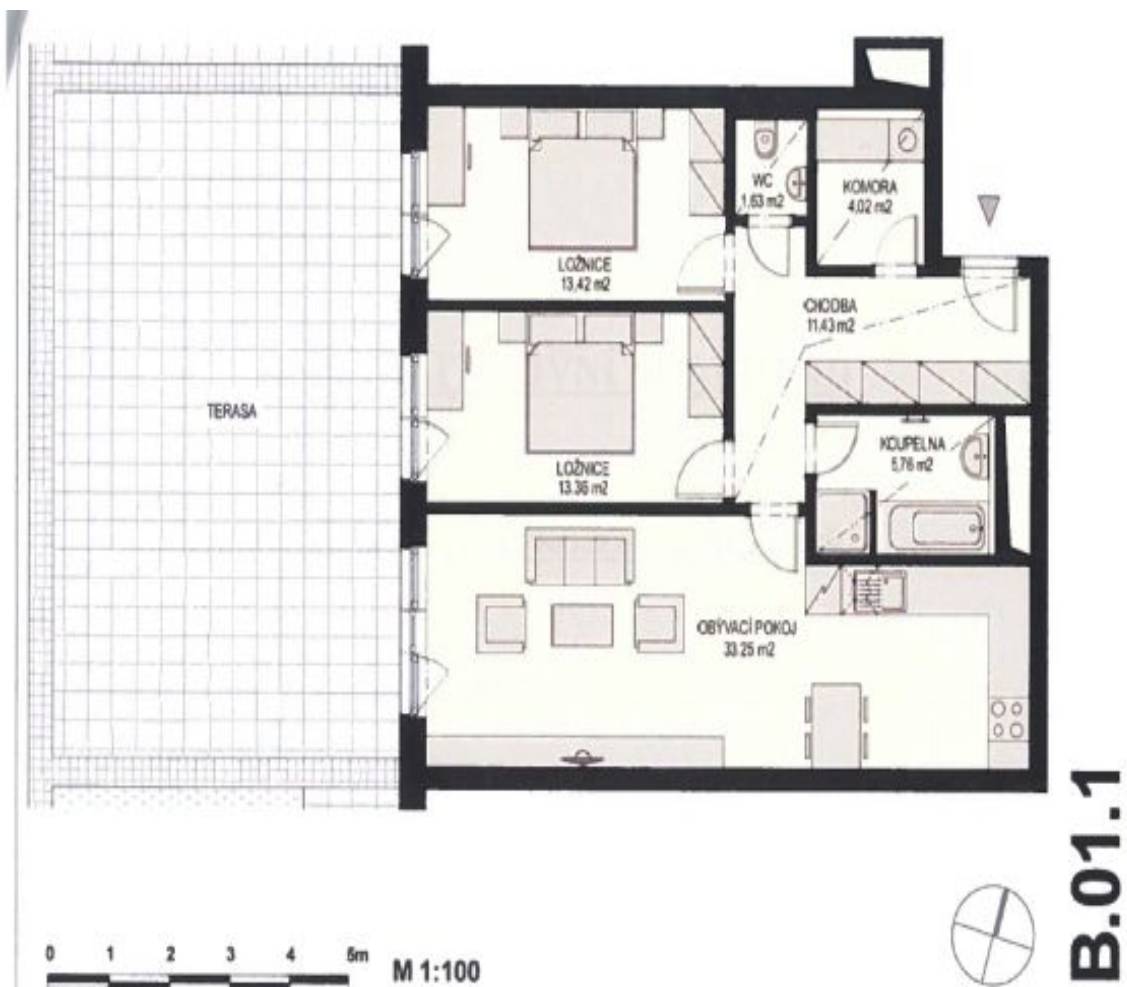 WC
1,63 m2
KOMORA
4,02 m2
LOŽNICE
13,42 m2
CHODBA
11.43 m2
TERASA
KOUPELNA
5,76 m2
LOŽNICE
13.36 m2
OBÝVACÍ POKOJ
33.25 m2
B.01.1
0 1 2 3 4 5m
M 1:100